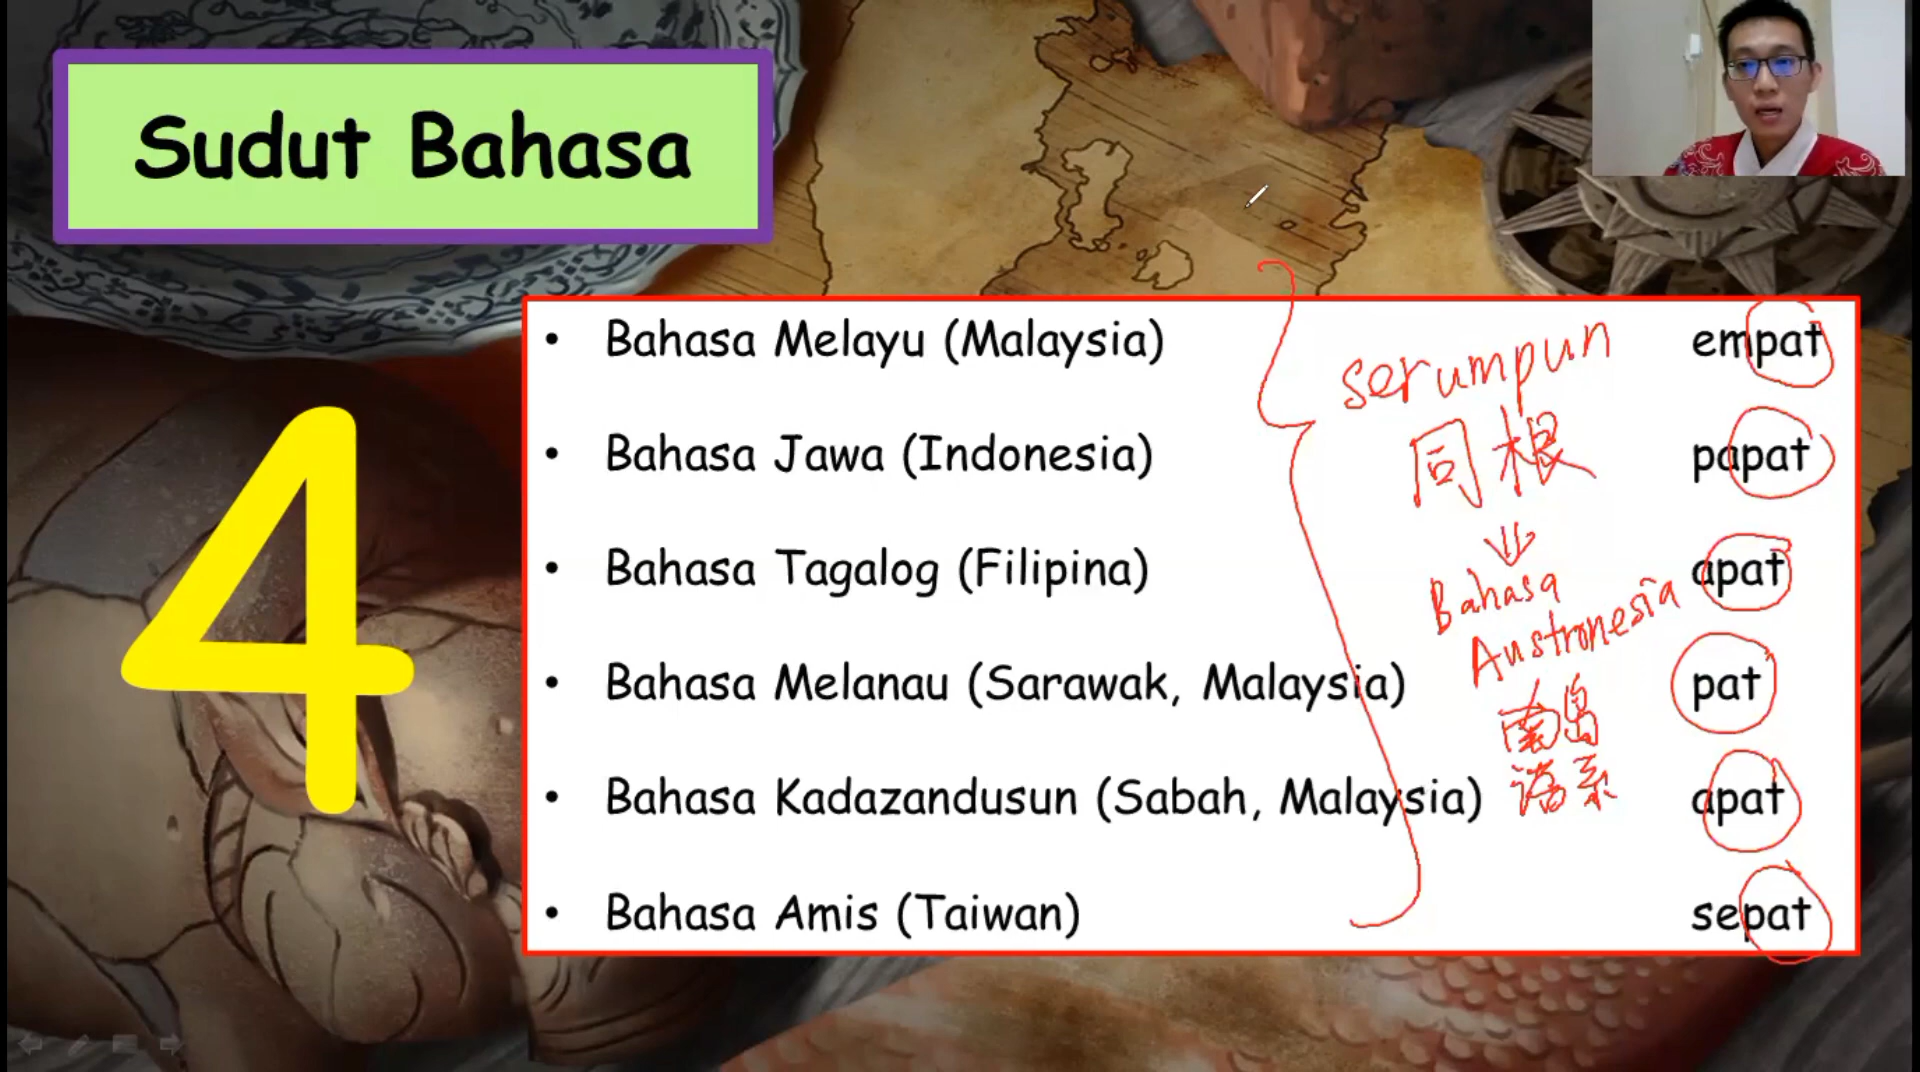 Sudut Bahasa
4
• Bahasa Melayu (Malaysia) empat
• Bahasa Jawa (Indonesia) papat
• Bahasa Tagalog (Filipina) apat
• Bahasa Melanau (Sarawak, Malaysia) pat
• Bahasa Kadazandusun (Sabah, Malaysia) apat
• Bahasa Amis (Taiwan) sepat
serumpun
同根
Bahasa
Austronesia
南岛
语系